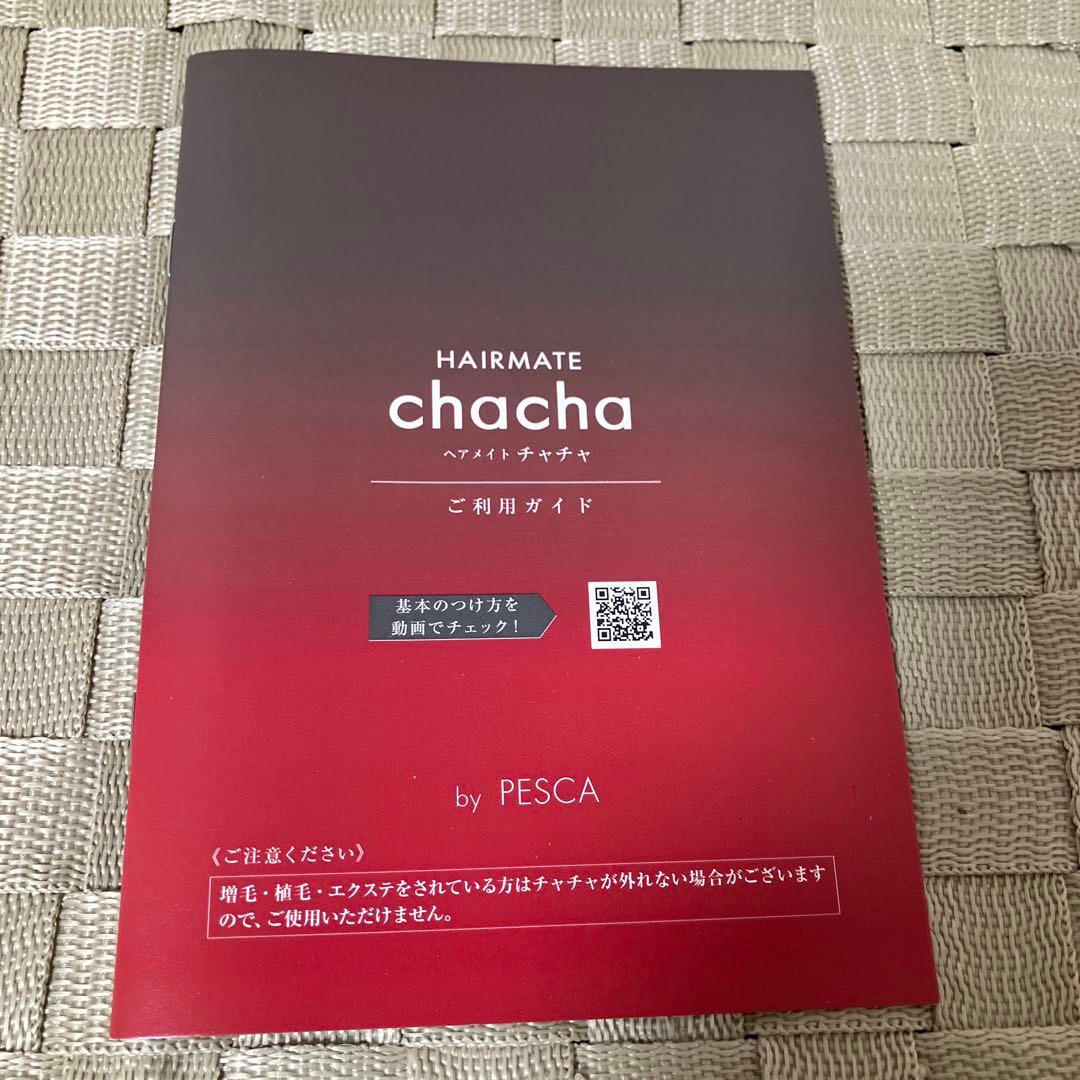 HAIRMATE
chacha
ヘアメイト チャチャ
ご利用ガイド
基本のつけ方を
動画でチェック!
by PESCA
《ご注意ください》
増毛・植毛・エクステをされている方はチャチャが外れない場合がございます
ので、ご使用いただけません。